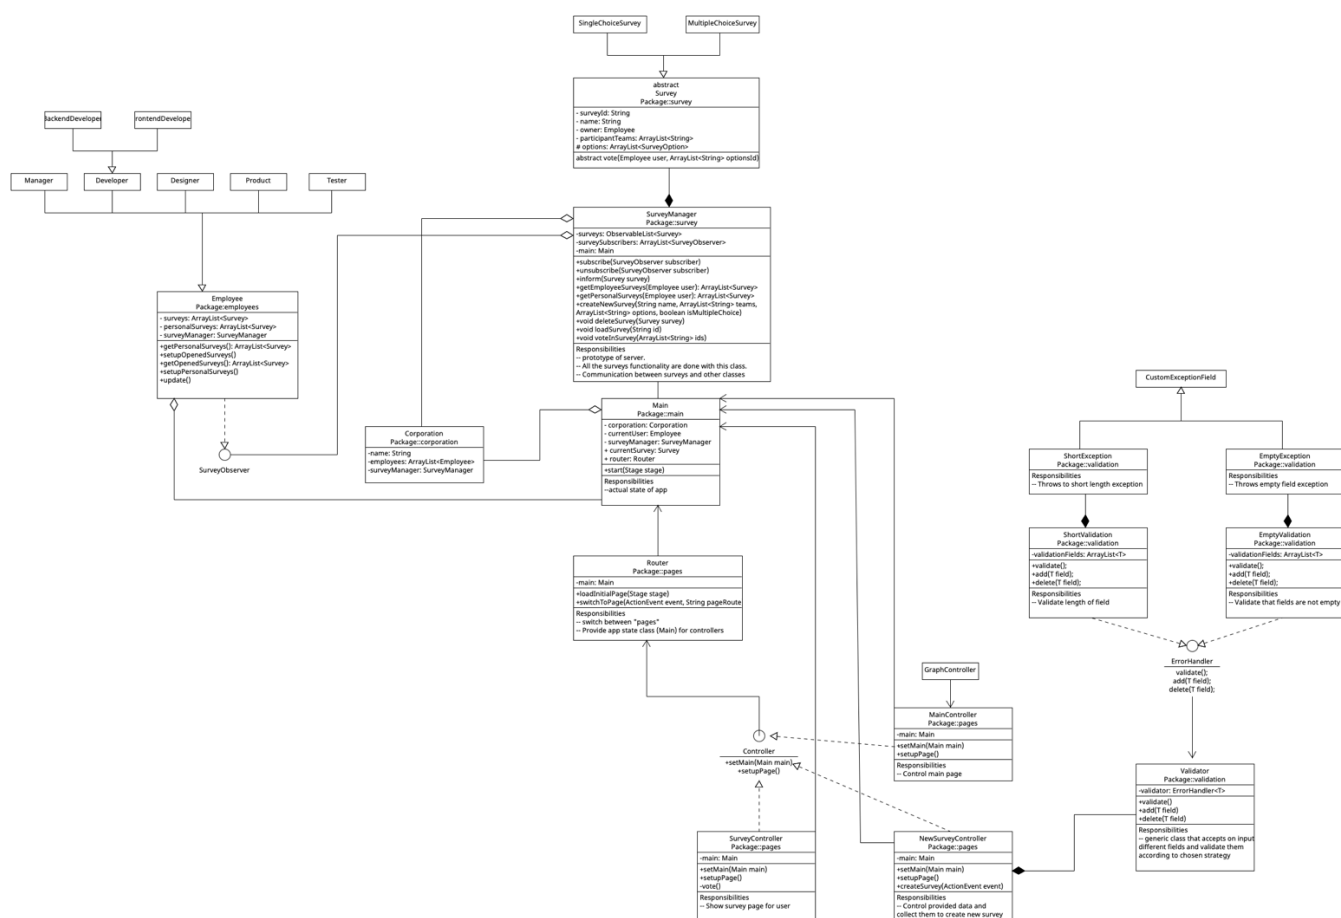 SingleChoiceSurvey
MultipleChoiceSurvey
abstract
Survey
Package::survey
- surveyId: String
- name: String
- owner: Employee
- participantTeams: ArrayList<String>
# options: ArrayList<SurveyOption>
abstract vote(Employee user, ArrayList<String> optionsId)
BackendDeveloper
FrontendDevelope
Manager
Developer
Designer
Product
Tester
SurveyManager
Package::survey
-surveys: ObservableList<Survey>
-surveySubscribers: ArrayList<SurveyObserver>
-main: Main
+subscribe(SurveyObserver subscriber)
+unsubscribe(SurveyObserver subscriber)
+inform(Survey survey)
+getEmployeeSurveys(Employee user): ArrayList<Survey>
+getPersonalSurveys(Employee user): ArrayList<Survey>
+createNewSurvey(String name, ArrayList<String> teams,
ArrayList<String> options, boolean isMultipleChoice)
+void deleteSurvey(Survey survey)
+void loadSurvey(String id)
+void voteInSurvey(ArrayList<String> ids)
Responsibilities
-- prototype of server.
-- All the surveys functionality are done with this class.
-- Communication between surveys and other classes
Employee
Package:employees
- surveys: ArrayList<Survey>
- personalSurveys: ArrayList<Survey>
- surveyManager: SurveyManager
+getPersonalSurveys(): ArrayList<Survey>
+setupOpenedSurveys()
+getOpenedSurveys(): ArrayList<Survey>
+setupPersonalSurveys()
+update()
SurveyObserver
Corporation
Package::corporation
-name: String
-employees: ArrayList<Employee>
-surveyManager: SurveyManager
Main
Package::main
- corporation: Corporation
- currentUser: Employee
- surveyManager: SurveyManager
+ currentSurvey: Survey
+ router: Router
+start(Stage stage)
Responsibilities
--actual state of app
CustomExceptionField
ShortException
Package::validation
Responsibilities
-- Throws to short length exception
EmptyException
Package::validation
Responsibilities
-- Throws empty field exception
ShortValidation
Package::validation
-validationFields: ArrayList<T>
+validate();
+add(T field);
+delete(T field);
Responsibilities
-- Validate length of field
EmptyValidation
Package::validation
-validationFields: ArrayList<T>
+validate();
+add(T field);
+delete(T field);
Responsibilities
-- Validate that fields are not empty
Router
Package::pages
-main: Main
+loadInitialPage(Stage stage)
+switchToPage(ActionEvent event, String pageRoute
Responsibilities
-- switch between "pages"
-- Provide app state class (Main) for controllers
ErrorHandler
validate();
add(T field);
delete(T field);
GraphController
MainController
Package::pages
-main: Main
+setMain(Main main)
+setupPage()
Responsibilities
-- Control main page
Controller
+setMain(Main main)
+setupPage()
Validator
Package::validation
-validator: ErrorHandler<T>
+validate()
+add(T field)
+delete(T field)
Responsibilities
-- generic class that accepts on input
different fields and validate them
according to chosen strategy
SurveyController
Package::pages
-main: Main
+setMain(Main main)
+setupPage()
-vote()
Responsibilities
-- Show survey page for user
NewSurveyController
Package::pages
-main: Main
+setMain(Main main)
+setupPage()
+createSurvey(ActionEvent event)
Responsibilities
-- Control provided data and
collect them to create new survey